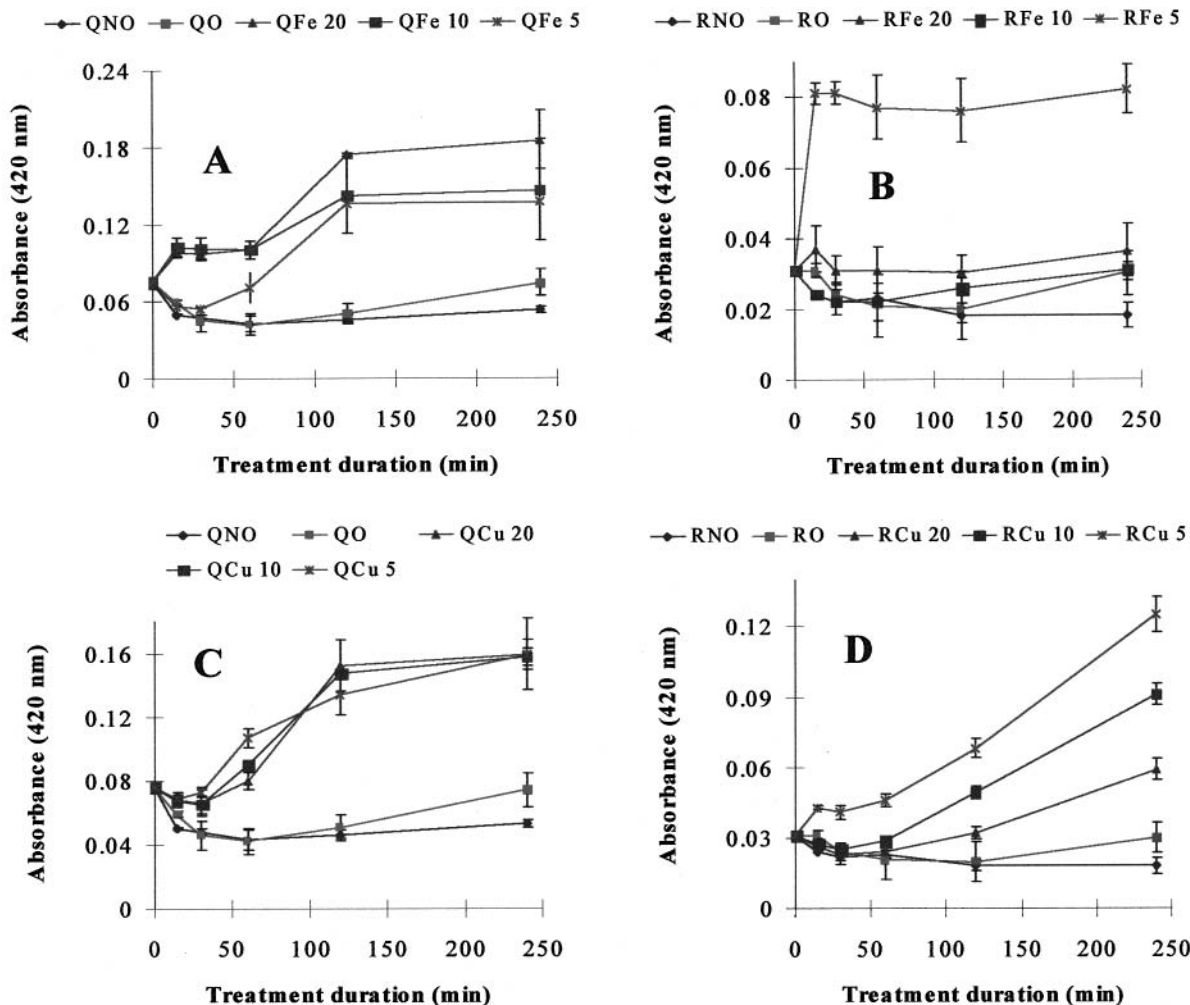 QNO QO QFe 20 QFe 10 QFe 5
0.24
0.18
0.12
0.06
0
A
Absorbance (420 nm)
0 50 100 150 200 250
Treatment duration (min)
RNO RO RFe 20 RFe 10 RFe 5
0.08
0.06
0.04
0.02
0
B
Absorbance (420 nm)
0 50 100 150 200 250
Treatment duration (min)
QNO QO QCu 20
QCu 10 QCu 5
0.16
0.12
0.08
0.04
0
C
Absorbance (420 nm)
0 50 100 150 200 250
Treatment duration (min)
RNO RO RCu 20 RCu 10 RCu 5
0.12
0.09
0.06
0.03
0
D
Absorbance (420 nm)
0 50 100 150 200 250
Treatment duration (min)